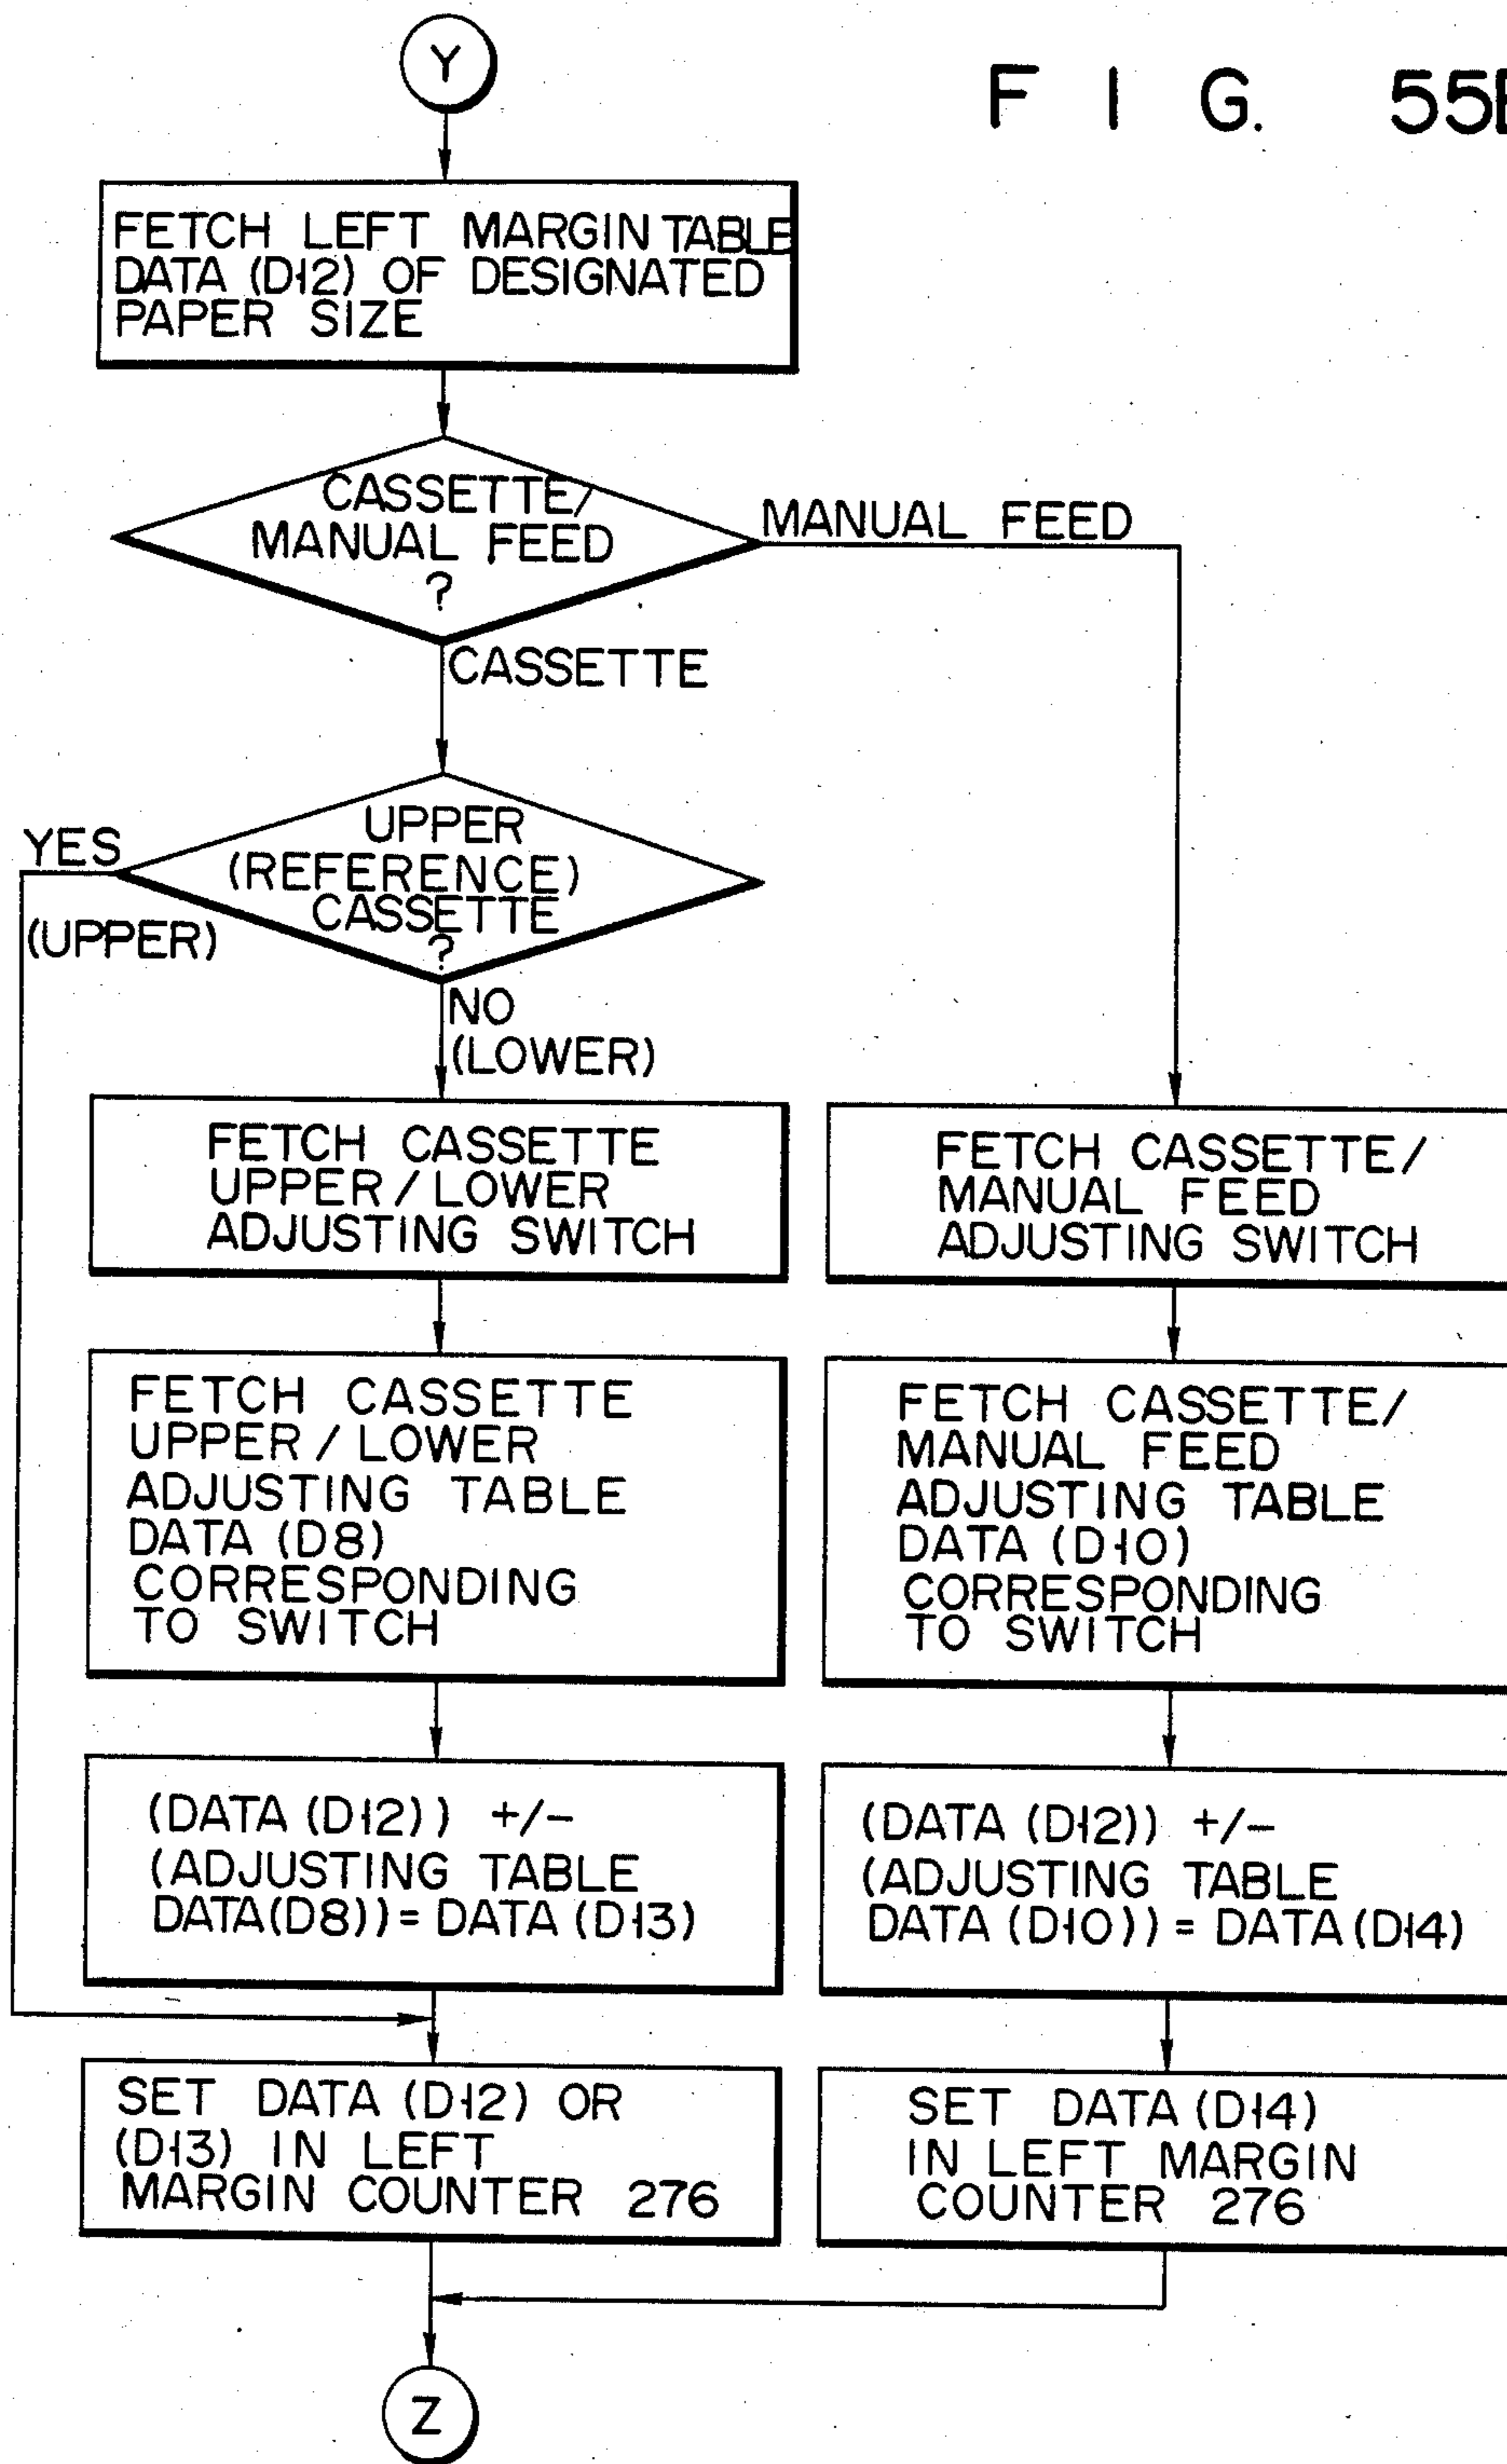 Y
F I G. 55B
FETCH LEFT MARGIN TABLE
DATA (D12) OF DESIGNATED
PAPER SIZE
CASSETTE/
MANUAL FEED
?
MANUAL FEED
CASSETTE
UPPER
(REFERENCE)
CASSETTE
?
YES
(UPPER)
NO
(LOWER)
FETCH CASSETTE
UPPER / LOWER
ADJUSTING SWITCH
FETCH CASSETTE/
MANUAL FEED
ADJUSTING SWITCH
FETCH CASSETTE
UPPER / LOWER
ADJUSTING TABLE
DATA (D8)
CORRESPONDING
TO SWITCH
FETCH CASSETTE/
MANUAL FEED
ADJUSTING TABLE
DATA (D10)
CORRESPONDING
TO SWITCH
(DATA (D12)) +/-
(ADJUSTING TABLE
DATA(D8)) = DATA (D13)
(DATA (D12)) +/-
(ADJUSTING TABLE
DATA (D10)) = DATA (D14)
SET DATA (D12) OR
(D13) IN LEFT
MARGIN COUNTER 276
SET DATA (D14)
IN LEFT MARGIN
COUNTER 276
Z